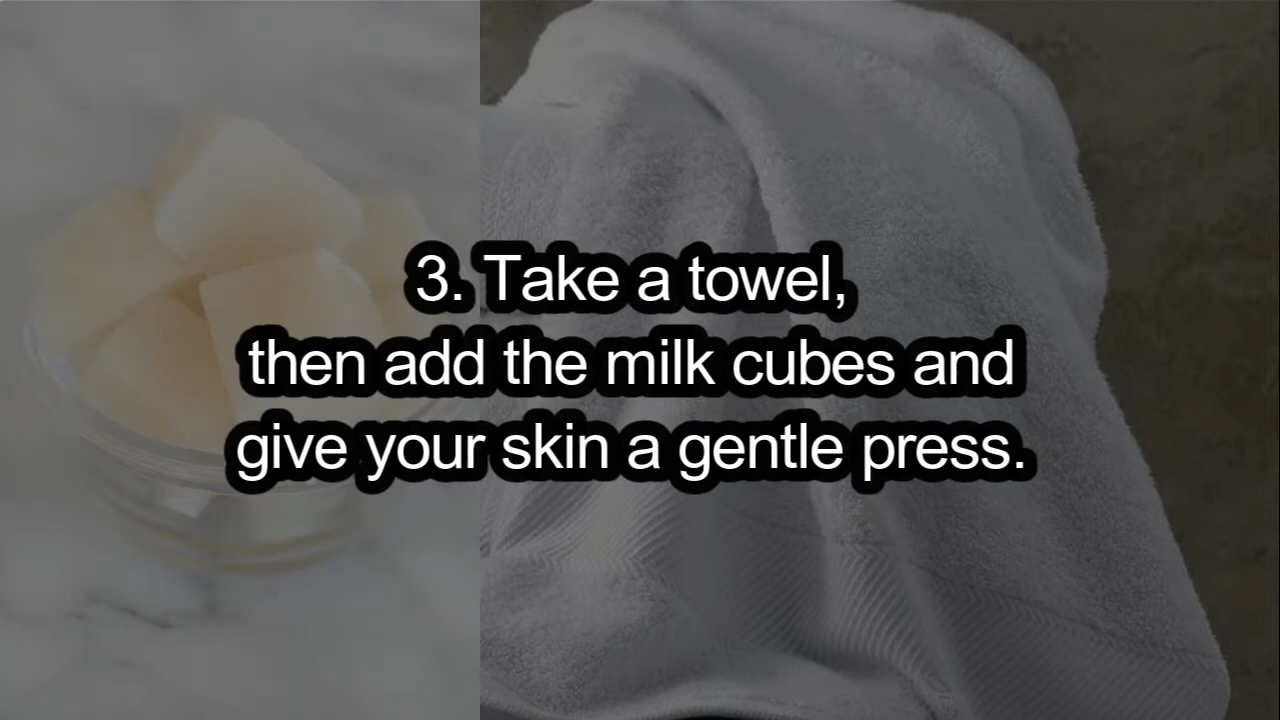 3. Take a towel,
then add the milk cubes and
give your skin a gentle press.